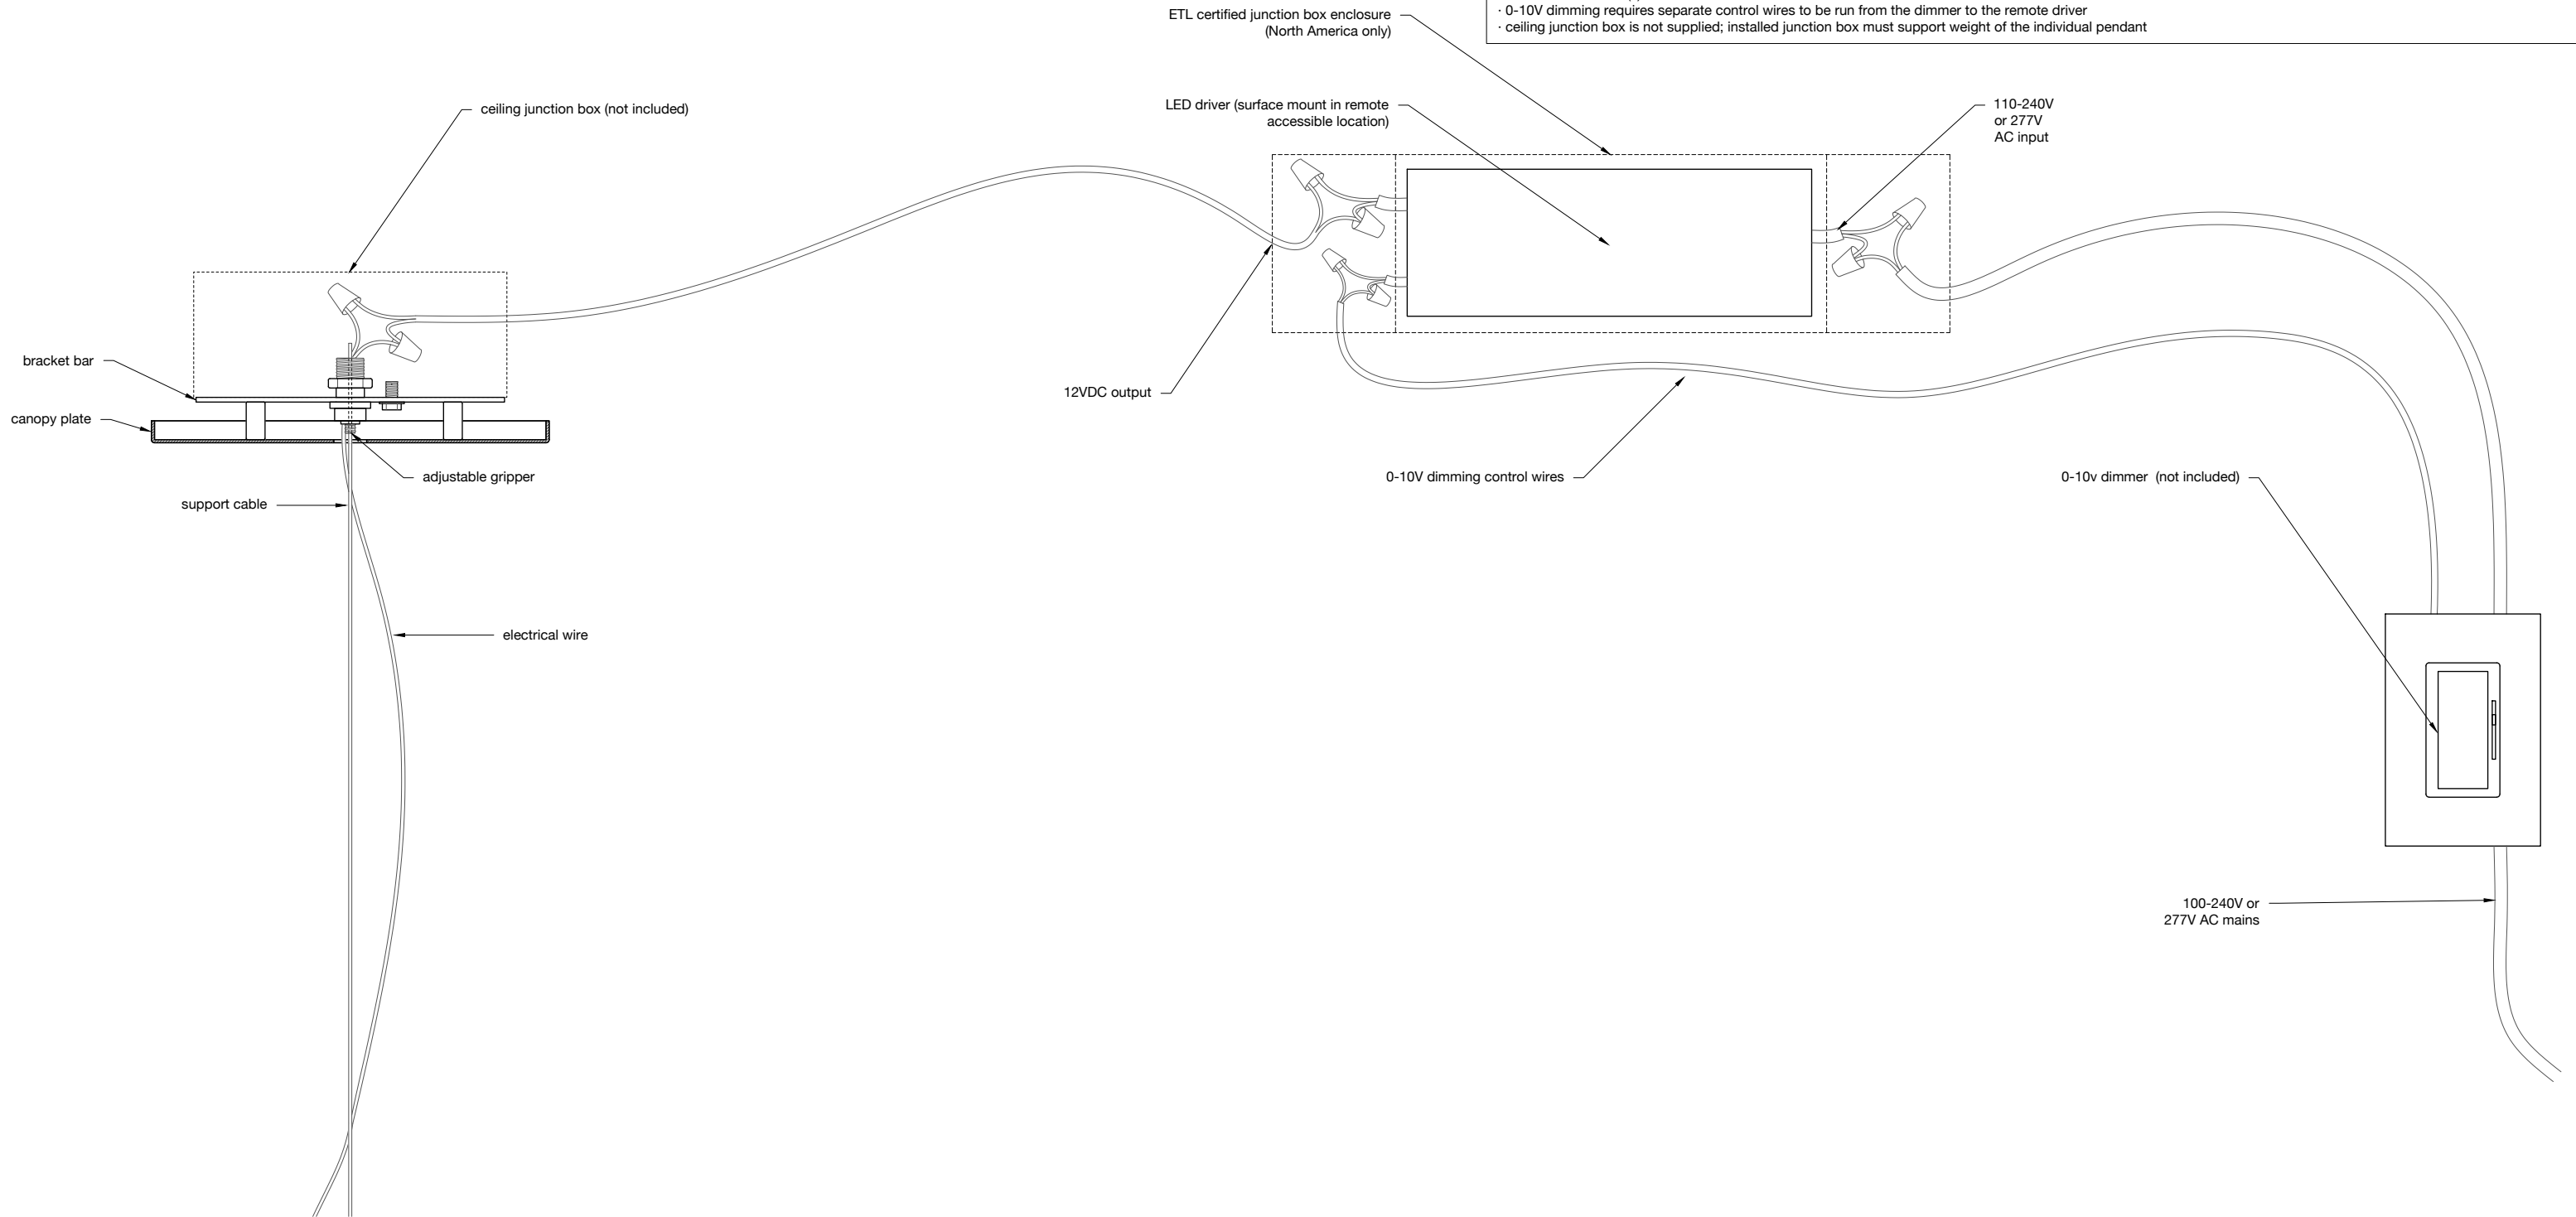 · 0-10V dimming requires separate control wires to be run from the dimmer to the remote driver
· ceiling junction box is not supplied; installed junction box must support weight of the individual pendant
ETL certified junction box enclosure
(North America only)
ceiling junction box (not included)
LED driver (surface mount in remote
accessible location)
110-240V
or 277V
AC input
bracket bar
canopy plate
12VDC output
adjustable gripper
support cable
0-10V dimming control wires
0-10v dimmer (not included)
electrical wire
100-240V or
277V AC mains